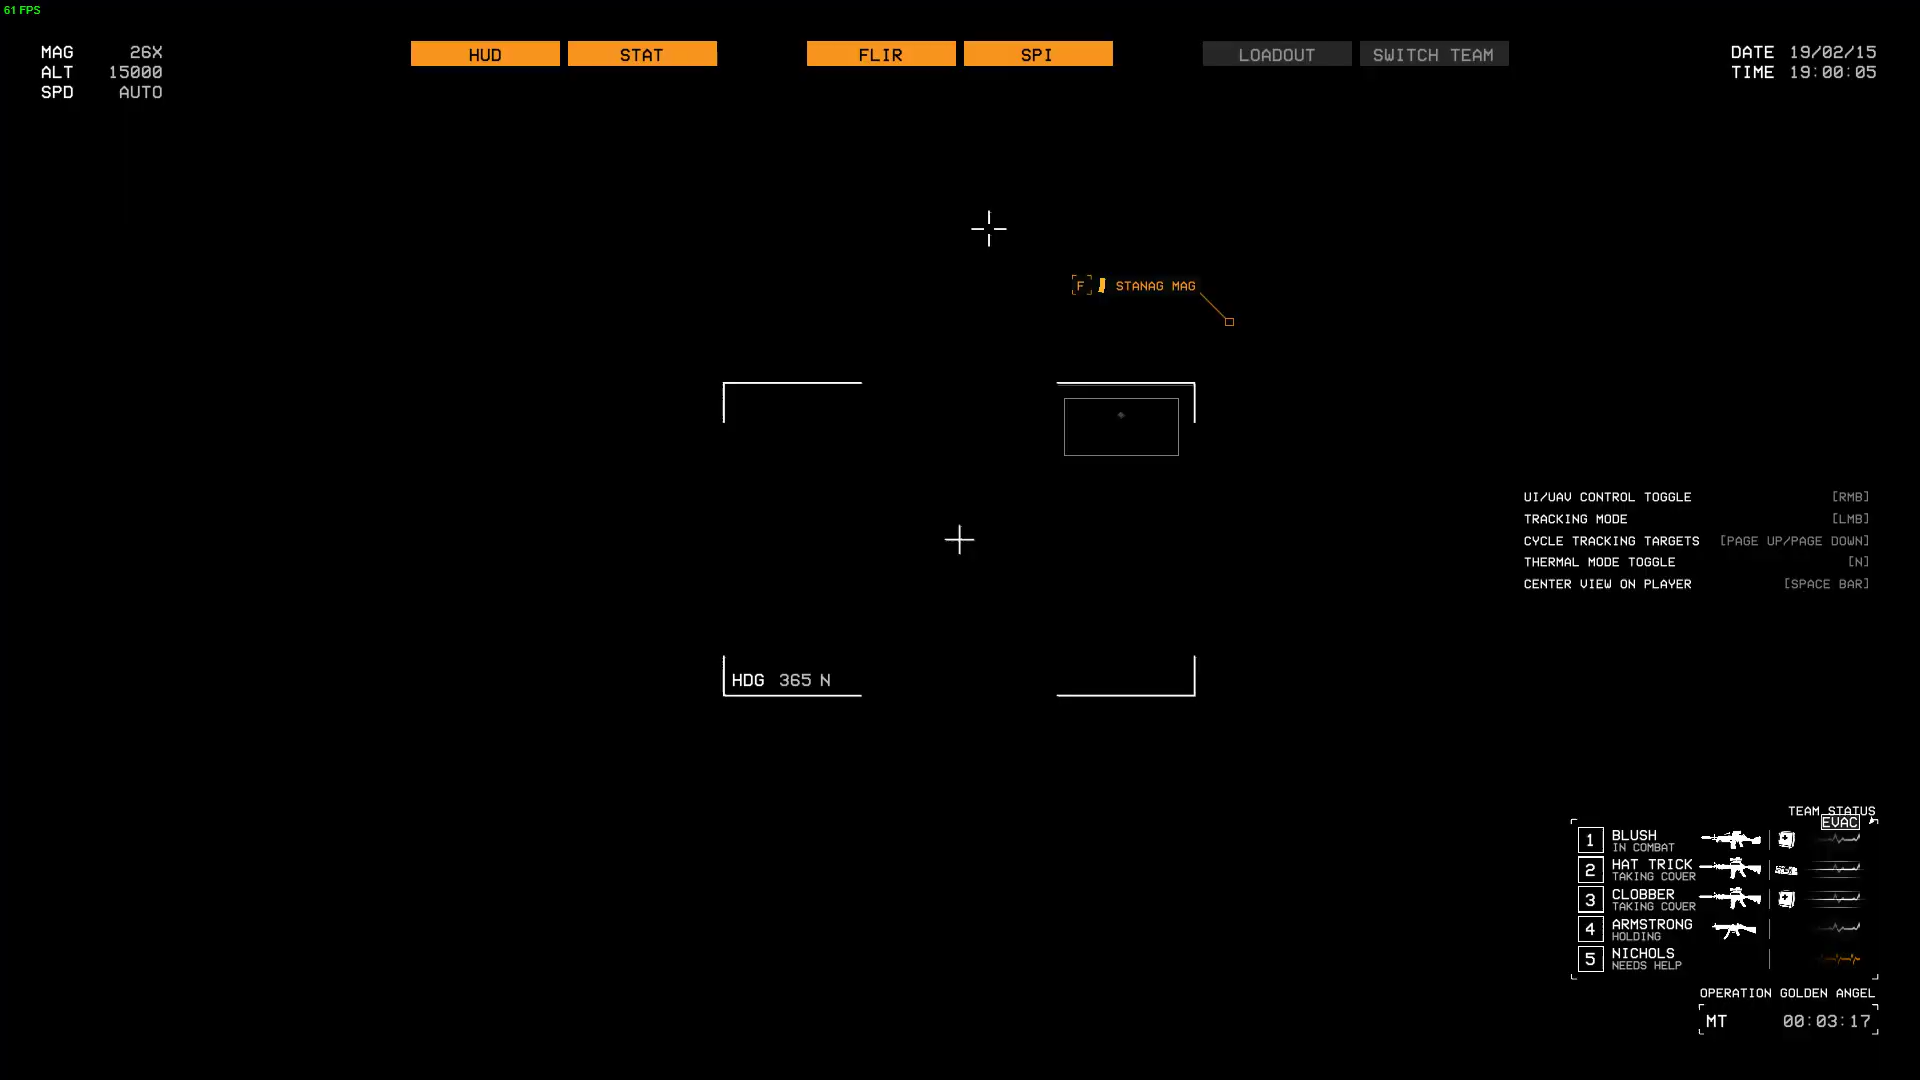 61 FPS
MAG 26X
ALT 15000
SPD AUTO
HUD STAT FLIR SPI LOADOUT SWITCH TEAM
DATE 19/02/15
TIME 19:00:05
F STANAG MAG
HDG 365 N
UI/UAV CONTROL TOGGLE [RMB]
TRACKING MODE [LMB]
CYCLE TRACKING TARGETS [PAGE UP/PAGE DOWN]
THERMAL MODE TOGGLE [N]
CENTER VIEW ON PLAYER [SPACE BAR]
TEAM STATUS
EVAC
1 BLUSH
IN COMBAT
2 HAT TRICK
TAKING COVER
3 CLOBBER
TAKING COVER
4 ARMSTRONG
HOLDING
5 NICHOLS
NEEDS HELP
OPERATION GOLDEN ANGEL
MT 00:03:17